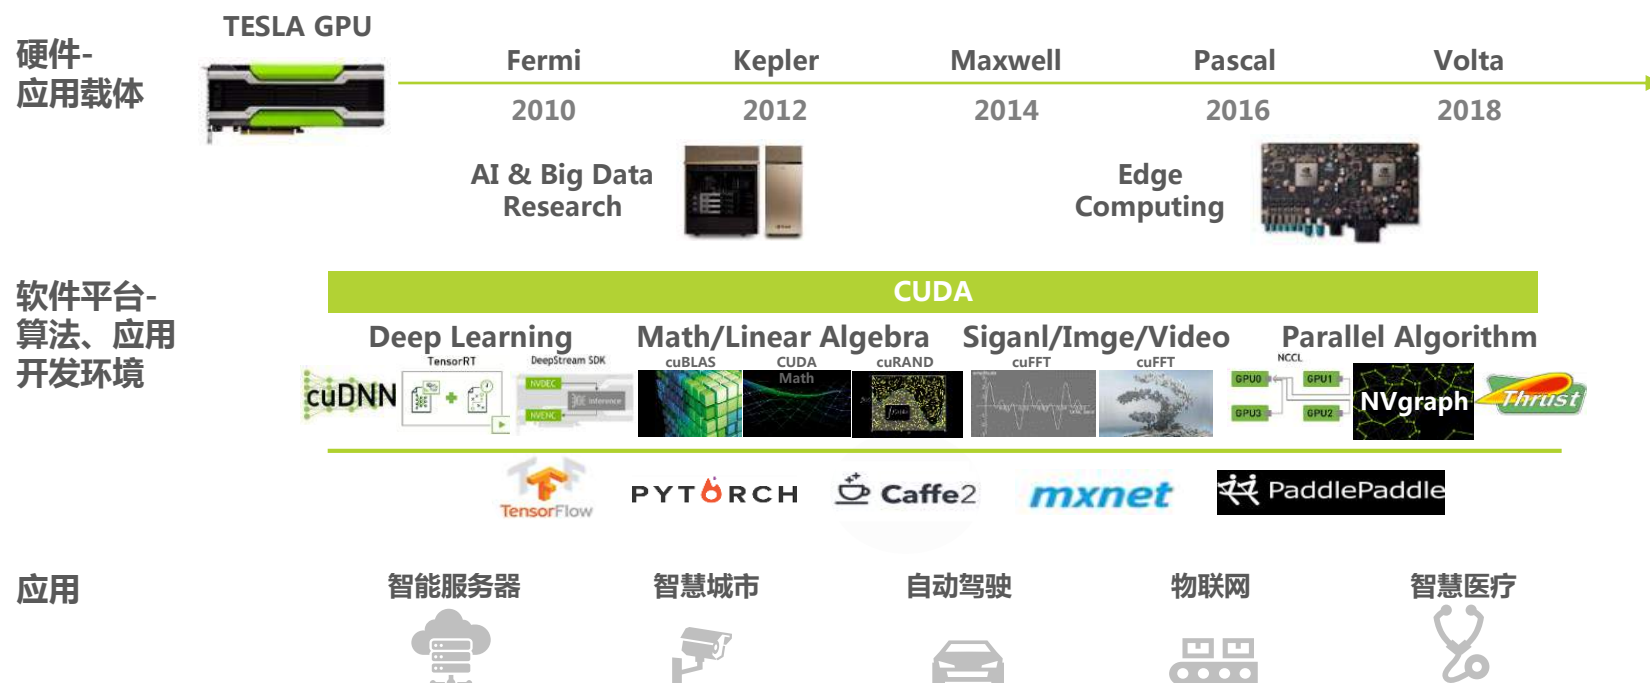 TESLA GPU
硬件-
应用载体
Fermi
Kepler
Maxwell
Pascal
Volta
2010
2012
2014
2016
2018
AI & Big Data
Research
Edge
Computing
软件平台-
算法、应用
开发环境
CUDA
Deep Learning
Math/Linear Algebra
Siganl/Imge/Video
Parallel Algorithm
cuDNN
TensorRT
DeepStream SDK
NVDEC
Inference
NVENC
cuBLAS
CUDA
Math
cuRAND
cuFFT
cuFFT
NCCL
GPU0
GPU1
GPU3
GPU2
NVgraph
Thrust
TensorFlow
PYTORCH
Caffe2
mxnet
PaddlePaddle
应用
智能服务器
智慧城市
自动驾驶
物联网
智慧医疗